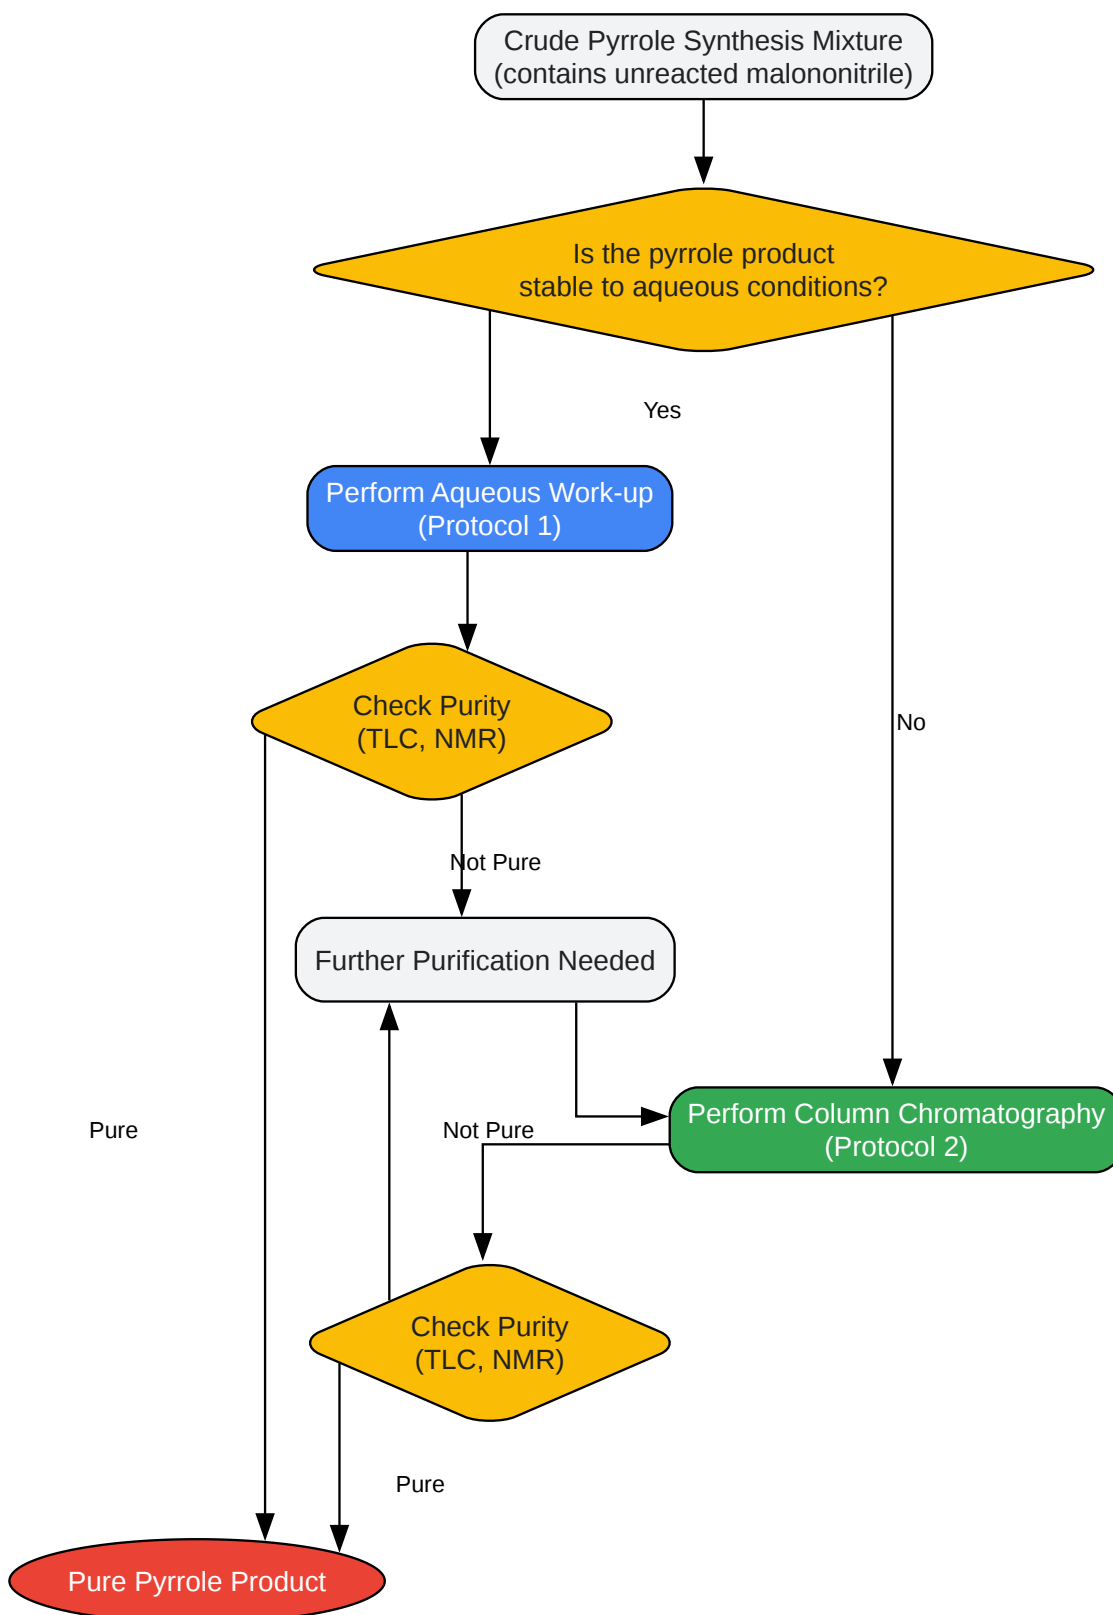 Crude Pyrrole Synthesis Mixture
(contains unreacted malononitrile)
Is the pyrrole product
stable to aqueous conditions?
Yes
Perform Aqueous Work-up
(Protocol 1)
Check Purity
(TLC, NMR)
No
Not Pure
Further Purification Needed
Pure
Not Pure
Perform Column Chromatography
(Protocol 2)
Check Purity
(TLC, NMR)
Pure
Pure Pyrrole Product